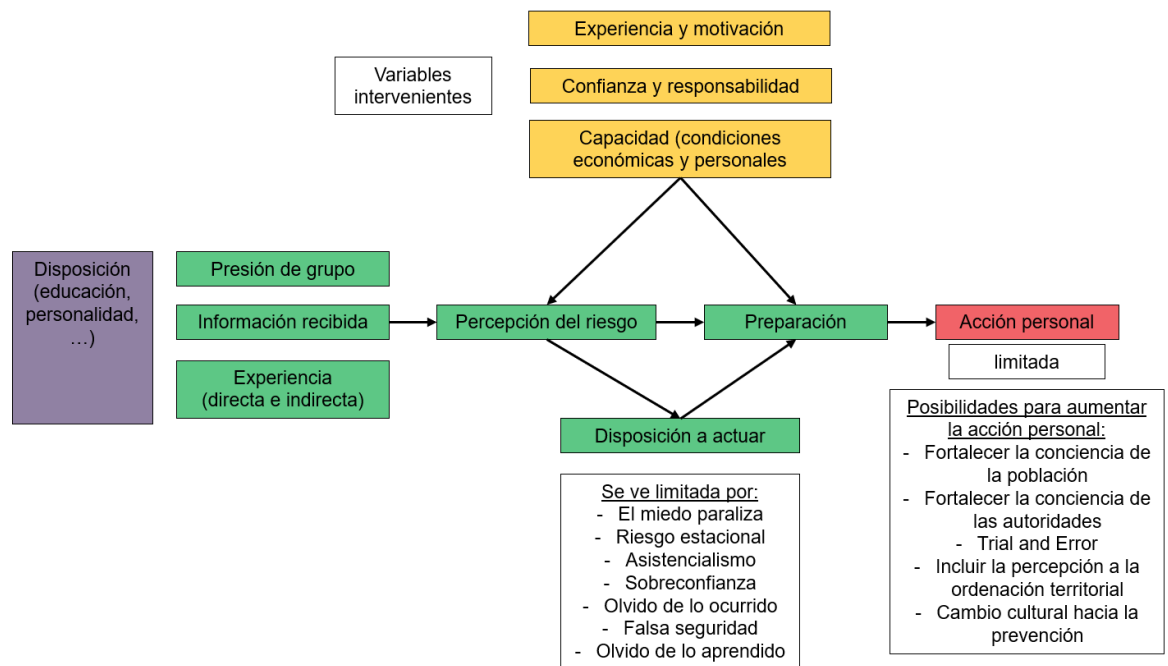 Experiencia y motivación
Variables
intervenientes
Confianza y responsabilidad
Capacidad (condiciones
económicas y personales
Disposición
(educación,
personalidad,
…)
Presión de grupo
Información recibida
Experiencia
(directa e indirecta)
Percepción del riesgo
Preparación
Acción personal
limitada
Disposición a actuar
Se ve limitada por:
- El miedo paraliza
- Riesgo estacional
- Asistencialismo
- Sobreconfianza
- Olvido de lo ocurrido
- Falsa seguridad
- Olvido de lo aprendido
Posibilidades para aumentar
la acción personal:
- Fortalecer la conciencia de
la población
- Fortalecer la conciencia de
las autoridades
- Trial and Error
- Incluir la percepción a la
ordenación territorial
- Cambio cultural hacia la
prevención